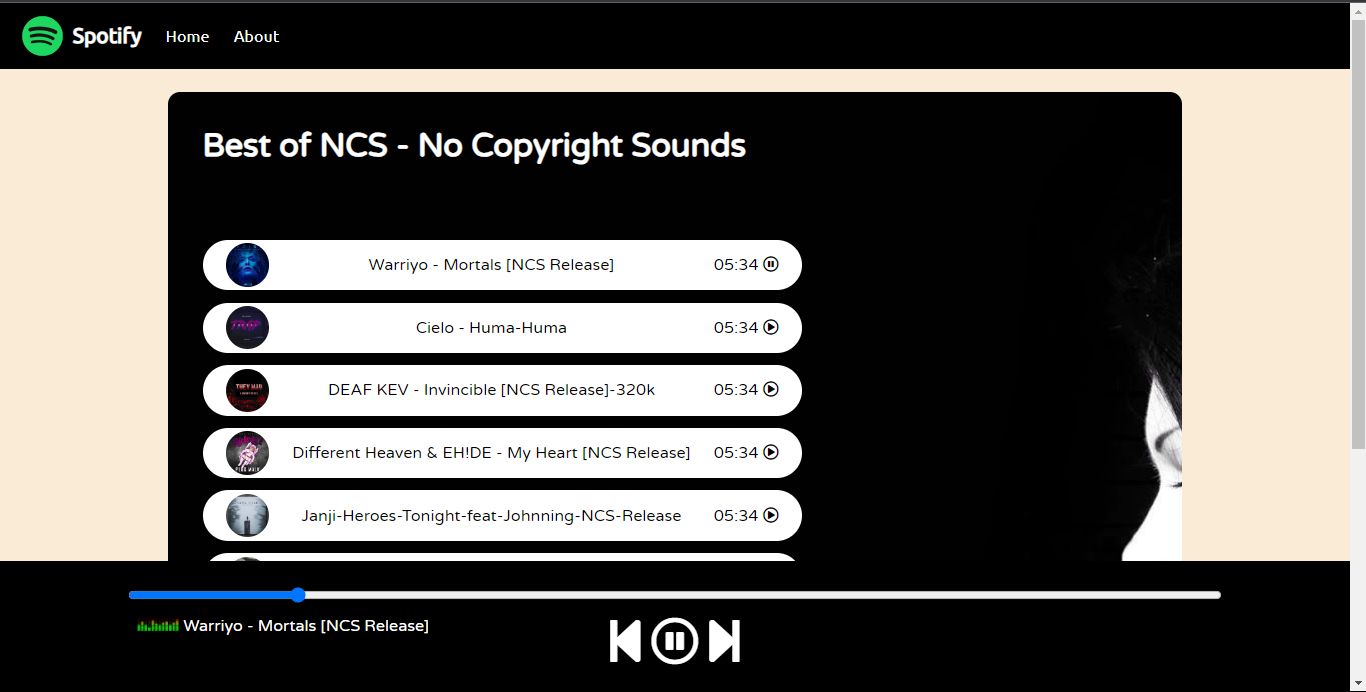 Spotify Home About
Best of NCS - No Copyright Sounds
Warriyo - Mortals [NCS Release] 05:34
Cielo - Huma-Huma 05:34
DEAF KEV - Invincible [NCS Release]-320k 05:34
Different Heaven & EH!DE - My Heart [NCS Release] 05:34
Janji-Heroes-Tonight-feat-Johnning-NCS-Release 05:34
Warriyo - Mortals [NCS Release]